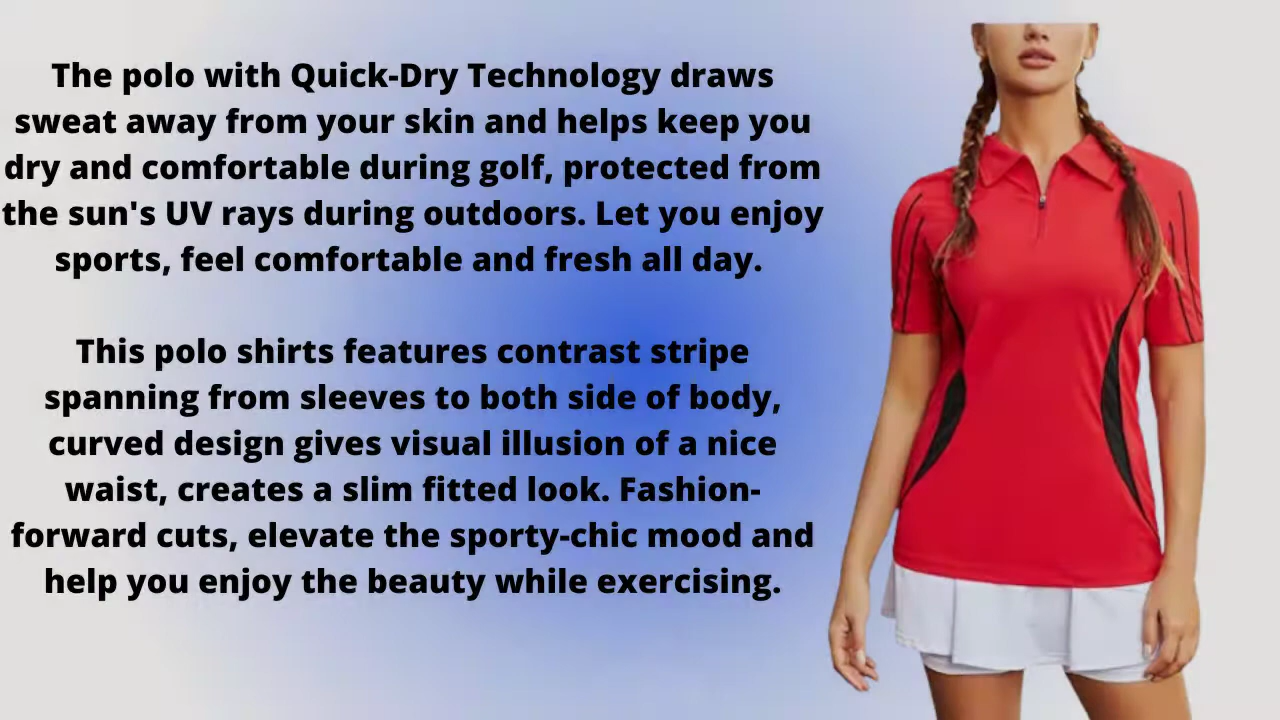 The polo with Quick-Dry Technology draws
sweat away from your skin and helps keep you
dry and comfortable during golf, protected from
the sun's UV rays during outdoors. Let you enjoy
sports, feel comfortable and fresh all day.
This polo shirts features contrast stripe
spanning from sleeves to both side of body,
curved design gives visual illusion of a nice
waist, creates a slim fitted look. Fashion-
forward cuts, elevate the sporty-chic mood and
help you enjoy the beauty while exercising.